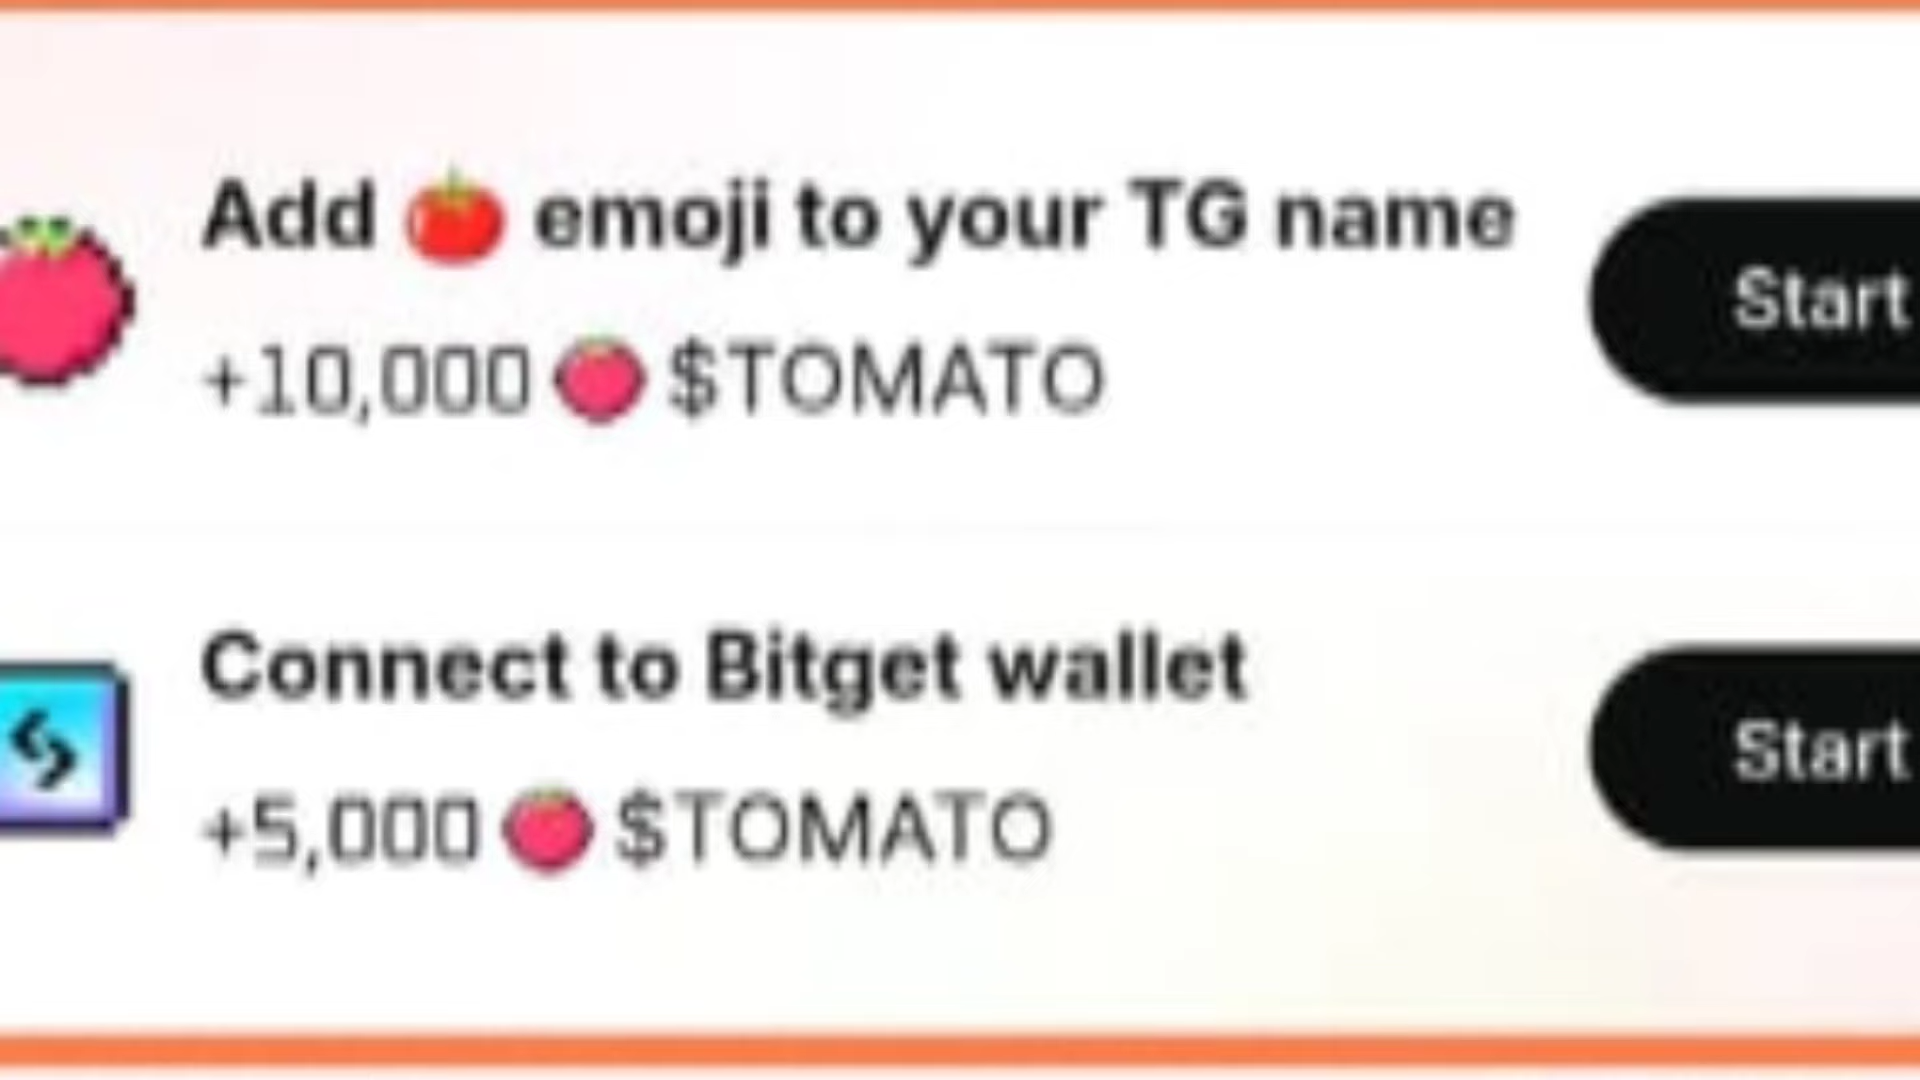 Add 🍅 emoji to your TG name
+10,000 $TOMATO
Start
Connect to Bitget wallet
+5,000 $TOMATO
Start